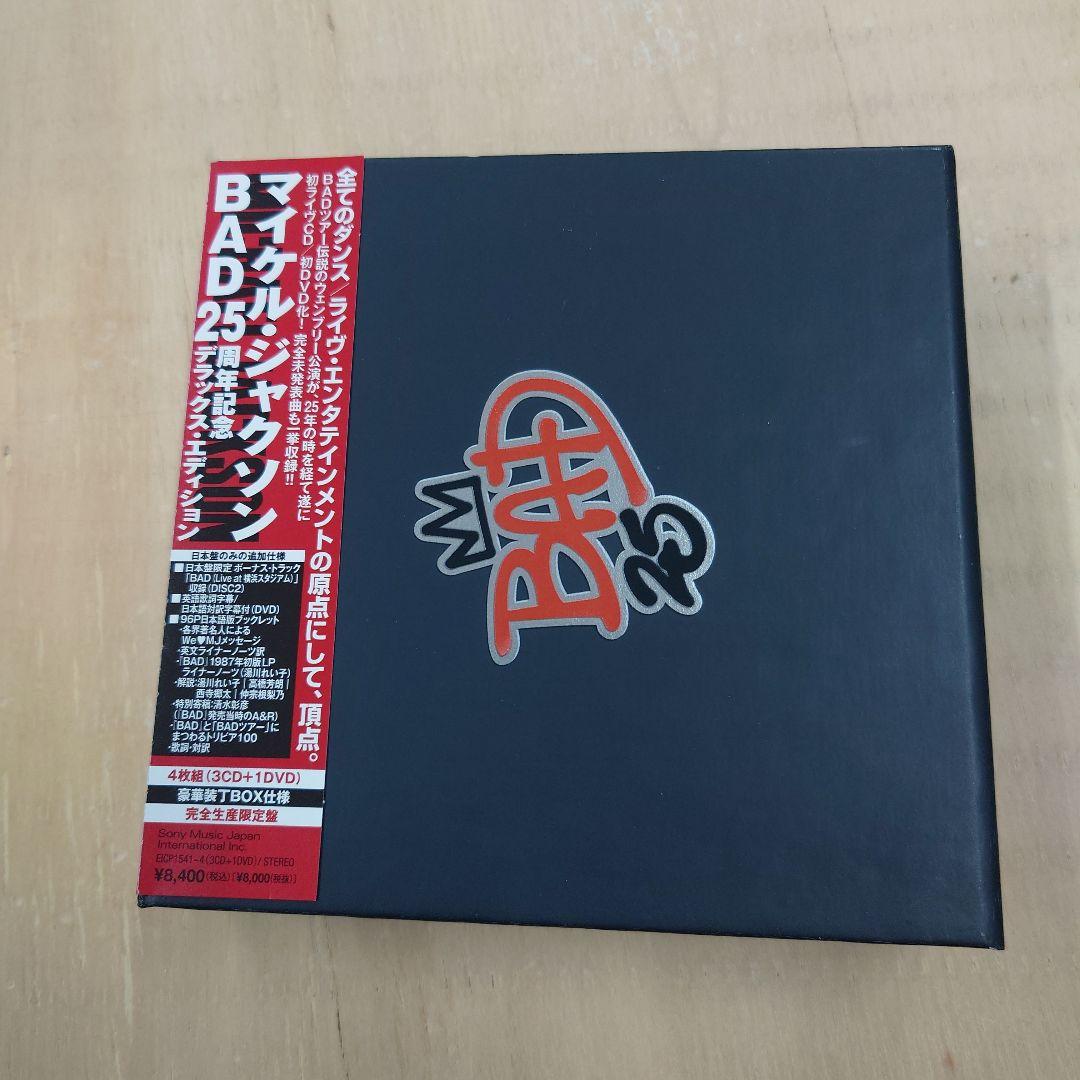 全てのダンス/ライヴ・エンタテインメントの原点にして、頂点。
BADツアー伝説のウェンブリー公演が、25年の時を経て遂に
初ライヴCD/初DVD化!完全未発表曲も一挙収録!!
マイケル・ジャクソン
BAD25周年記念
デラックス・エディション
日本盤のみの追加仕様
■日本盤限定 ボーナス・トラック
「BAD (Live at 横浜スタジアム)」
収録(DISC2)
■英語歌詞字幕/
日本語対訳字幕付(DVD)
■96P日本語版ブックレット
・各界著名人による
We♥MJメッセージ
・英文ライナーノーツ訳
・「BAD」1987年初版LP
ライナーノーツ(湯川れい子)
・解説:湯川れい子|高橋芳朗|
西寺郷太|仲宗根梨乃
・特別寄稿:清水彰彦
(「BAD」発売当時のA&R)
・「BAD」と「BADツアー」に
まつわるトリビア100
・歌詞・対訳
4枚組(3CD+1DVD)
豪華装丁BOX仕様
完全生産限定盤
Sony Music Japan
International Inc.
EICP1541~4(3CD+1DVD)/STEREO
¥8,400(税込)[¥8,000(税抜)]
BAD
25